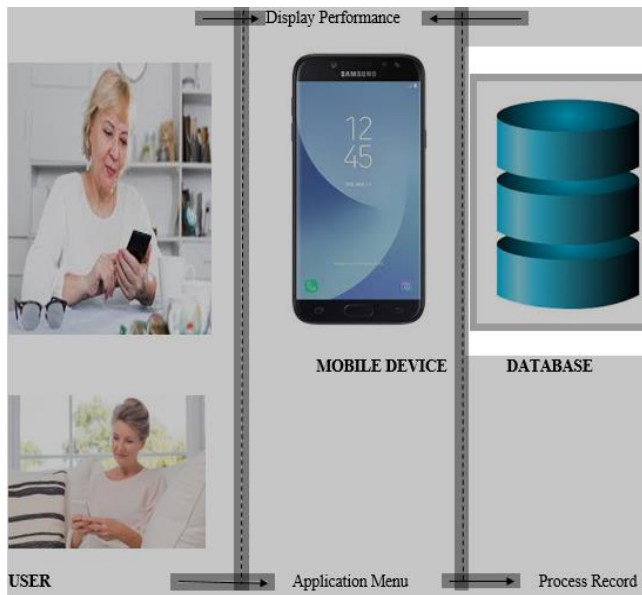 Display Performance
SAMSUNG
12
45
MOBILE DEVICE
DATABASE
USER
Application Menu
Process Record